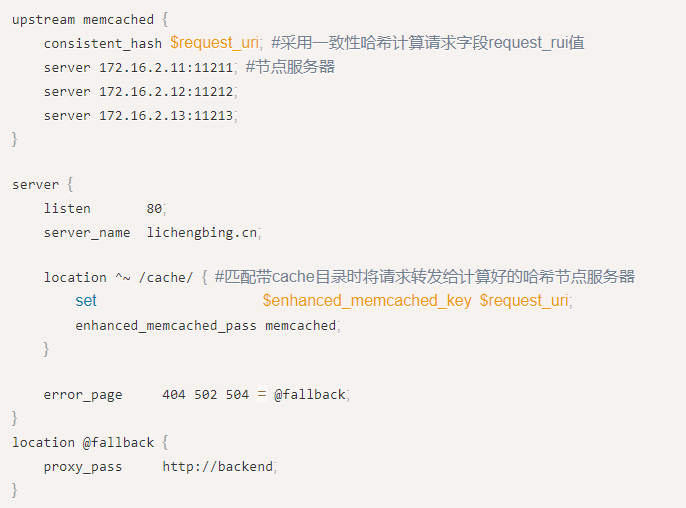 upstream memcached {
    consistent_hash $request_uri; #采用一致性哈希计算请求字段request_rui值
    server 172.16.2.11:11211; #节点服务器
    server 172.16.2.12:11212;
    server 172.16.2.13:11213;
}

server {
    listen       80;
    server_name  lichengbing.cn;

    location ^~ /cache/ { #匹配带cache目录时将请求转发给计算好的哈希节点服务器
        set                     $enhanced_memcached_key $request_uri;
        enhanced_memcached_pass memcached;
    }

    error_page     404 502 504 = @fallback;
}
location @fallback {
    proxy_pass     http://backend;
}